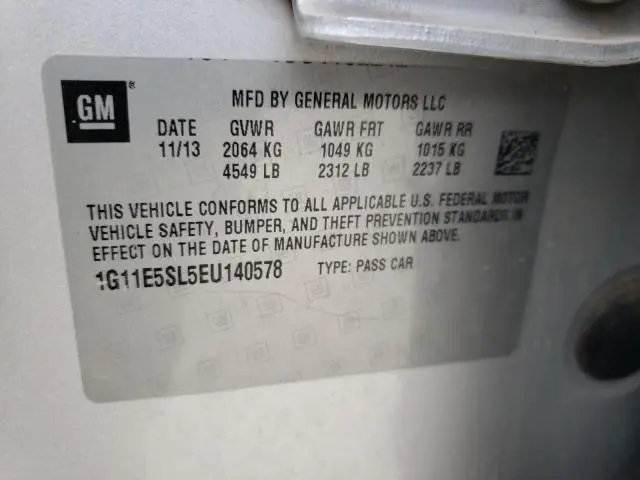 GM®
MFD BY GENERAL MOTORS LLC
DATE GVWR GAWR FRT GAWR RR
11/13 2064 KG 1049 KG 1015 KG
4549 LB 2312 LB 2237 LB
THIS VEHICLE CONFORMS TO ALL APPLICABLE U.S. FEDERAL MOTOR
VEHICLE SAFETY, BUMPER, AND THEFT PREVENTION STANDARDS IN
EFFECT ON THE DATE OF MANUFACTURE SHOWN ABOVE.
1G11E5SL5EU140578 TYPE: PASS CAR